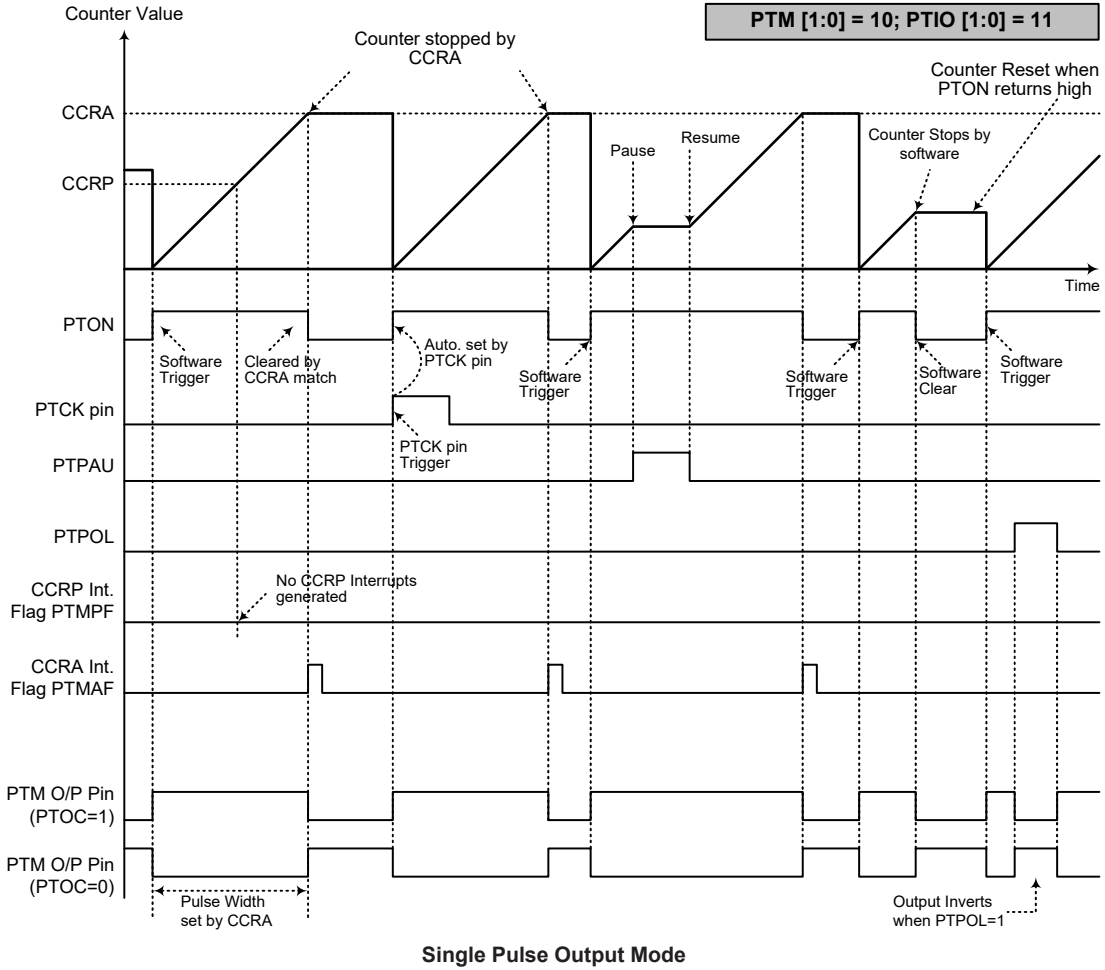 Counter Value
PTM [1:0] = 10; PTIO [1:0] = 11
Counter stopped by
CCRA
Counter Reset when
PTON returns high
CCRA
CCRP
Pause
Resume
Counter Stops by
software
Time
PTON
Software
Trigger
Cleared by
CCRA match
Auto. set by
PTCK pin
Software
Trigger
Software
Trigger
Software
Clear
Software
Trigger
PTCK pin
PTCK pin
Trigger
PTPAU
PTPOL
CCRP Int.
Flag PTMPF
No CCRP Interrupts
generated
CCRA Int.
Flag PTMAF
PTM O/P Pin
(PTOC=1)
PTM O/P Pin
(PTOC=0)
Pulse Width
set by CCRA
Output Inverts
when PTPOL=1
Single Pulse Output Mode